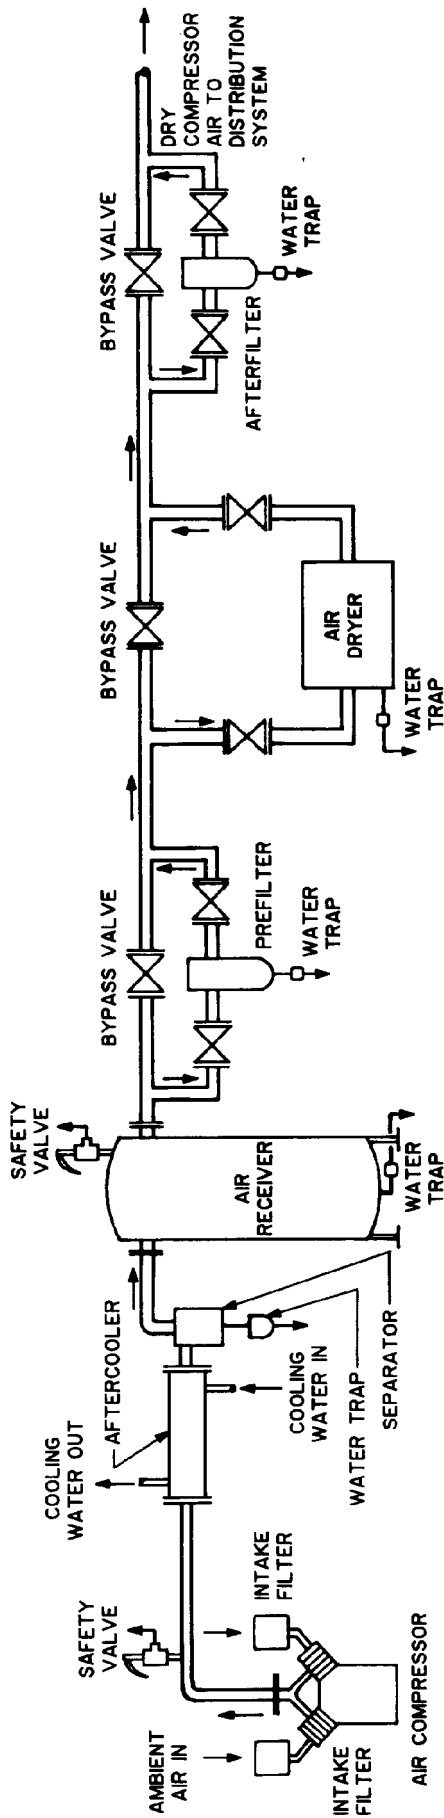 AMBIENT
AIR IN
INTAKE
FILTER
AIR COMPRESSOR
INTAKE
FILTER
SAFETY
VALVE
COOLING
WATER OUT
AFTERCOOLER
COOLING
WATER IN
WATER TRAP
SEPARATOR
SAFETY
VALVE
AIR
RECEIVER
WATER
TRAP
BYPASS VALVE
PREFILTER
WATER
TRAP
BYPASS VALVE
AIR
DRYER
WATER
TRAP
BYPASS VALVE
AFTERFILTER
WATER
TRAP
DRY
COMPRESSOR
AIR TO
DISTRIBUTION
SYSTEM